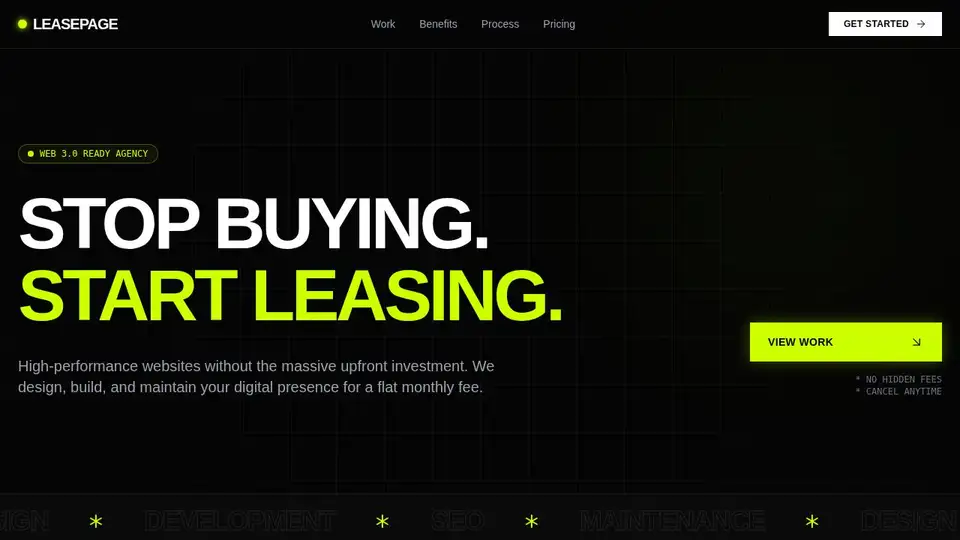 LEASEPAGE
Work
Benefits
Process
Pricing
GET STARTED
WEB 3.0 READY AGENCY
STOP BUYING.
START LEASING.
High-performance websites without the massive upfront investment. We
design, build, and maintain your digital presence for a flat monthly fee.
VIEW WORK
* NO HIDDEN FEES
* CANCEL ANYTIME
SIGN * DEVELOPMENT * SEO * MAINTENANCE * DESIGN